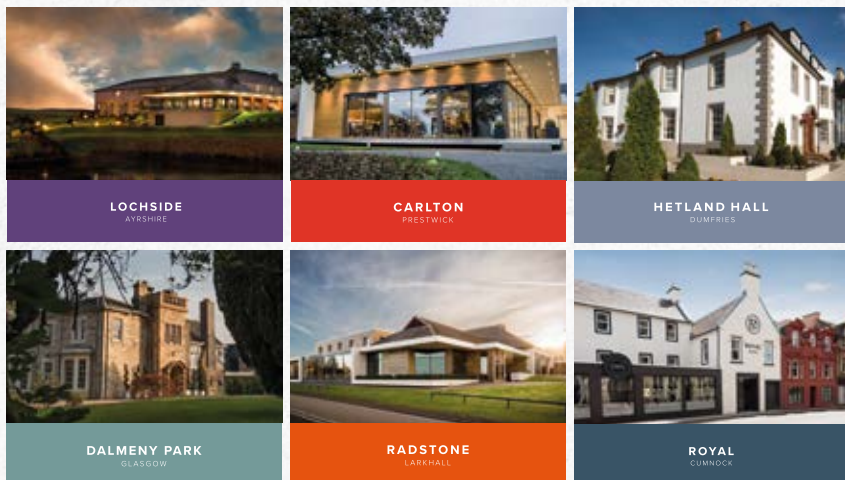 LOCHSIDE
AYRSHIRE
CARLTON
PRESTWICK
HETLAND HALL
DUMFRIES
DALMENY PARK
GLASGOW
RADSTONE
LARKHALL
ROYAL
CUMNOCK